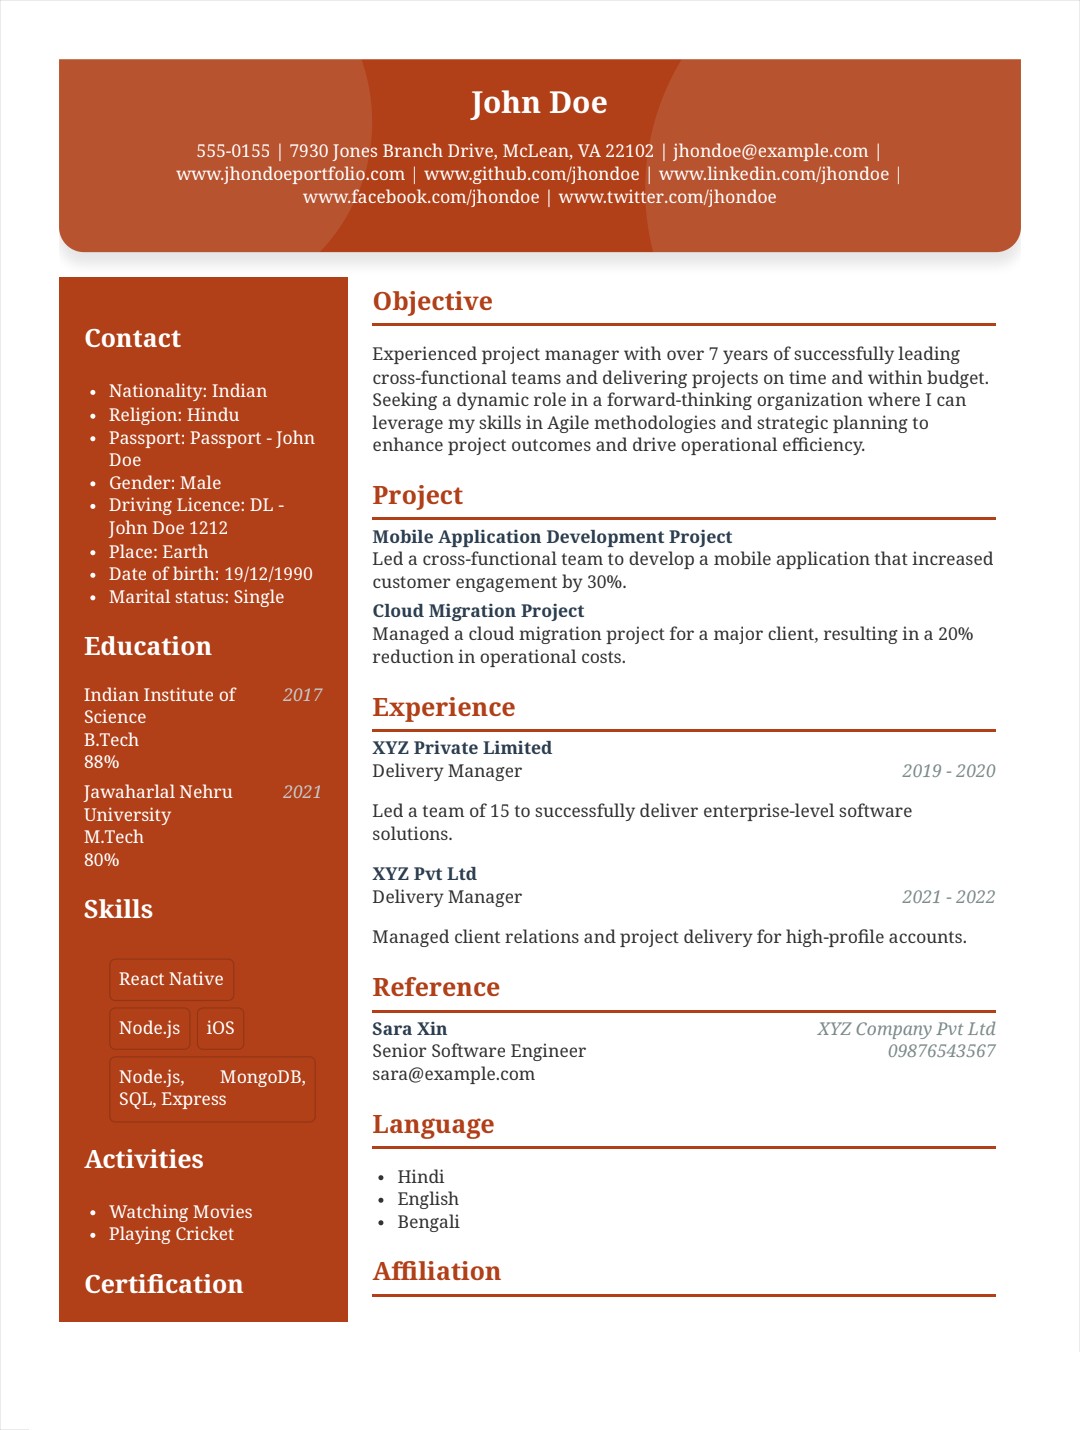 John Doe
555-0155 | 7930 Jones Branch Drive, McLean, VA 22102 | jhondoe@example.com |
www.jhondoeportfolio.com | www.github.com/jhondoe | www.linkedin.com/jhondoe |
www.facebook.com/jhondoe | www.twitter.com/jhondoe
Contact
• Nationality: Indian
• Religion: Hindu
• Passport: Passport - John
Doe
• Gender: Male
• Driving Licence: DL -
John Doe 1212
• Place: Earth
• Date of birth: 19/12/1990
• Marital status: Single
Education
Indian Institute of 2017
Science
B.Tech
88%
Jawaharlal Nehru 2021
University
M.Tech
80%
Skills
React Native
Node.js iOS
Node.js, MongoDB,
SQL, Express
Activities
• Watching Movies
• Playing Cricket
Certification
Objective
Experienced project manager with over 7 years of successfully leading
cross-functional teams and delivering projects on time and within budget.
Seeking a dynamic role in a forward-thinking organization where I can
leverage my skills in Agile methodologies and strategic planning to
enhance project outcomes and drive operational efficiency.
Project
Mobile Application Development Project
Led a cross-functional team to develop a mobile application that increased
customer engagement by 30%.
Cloud Migration Project
Managed a cloud migration project for a major client, resulting in a 20%
reduction in operational costs.
Experience
XYZ Private Limited
Delivery Manager 2019 - 2020
Led a team of 15 to successfully deliver enterprise-level software
solutions.
XYZ Pvt Ltd
Delivery Manager 2021 - 2022
Managed client relations and project delivery for high-profile accounts.
Reference
Sara Xin XYZ Company Pvt Ltd
Senior Software Engineer 09876543567
sara@example.com
Language
• Hindi
• English
• Bengali
Affiliation